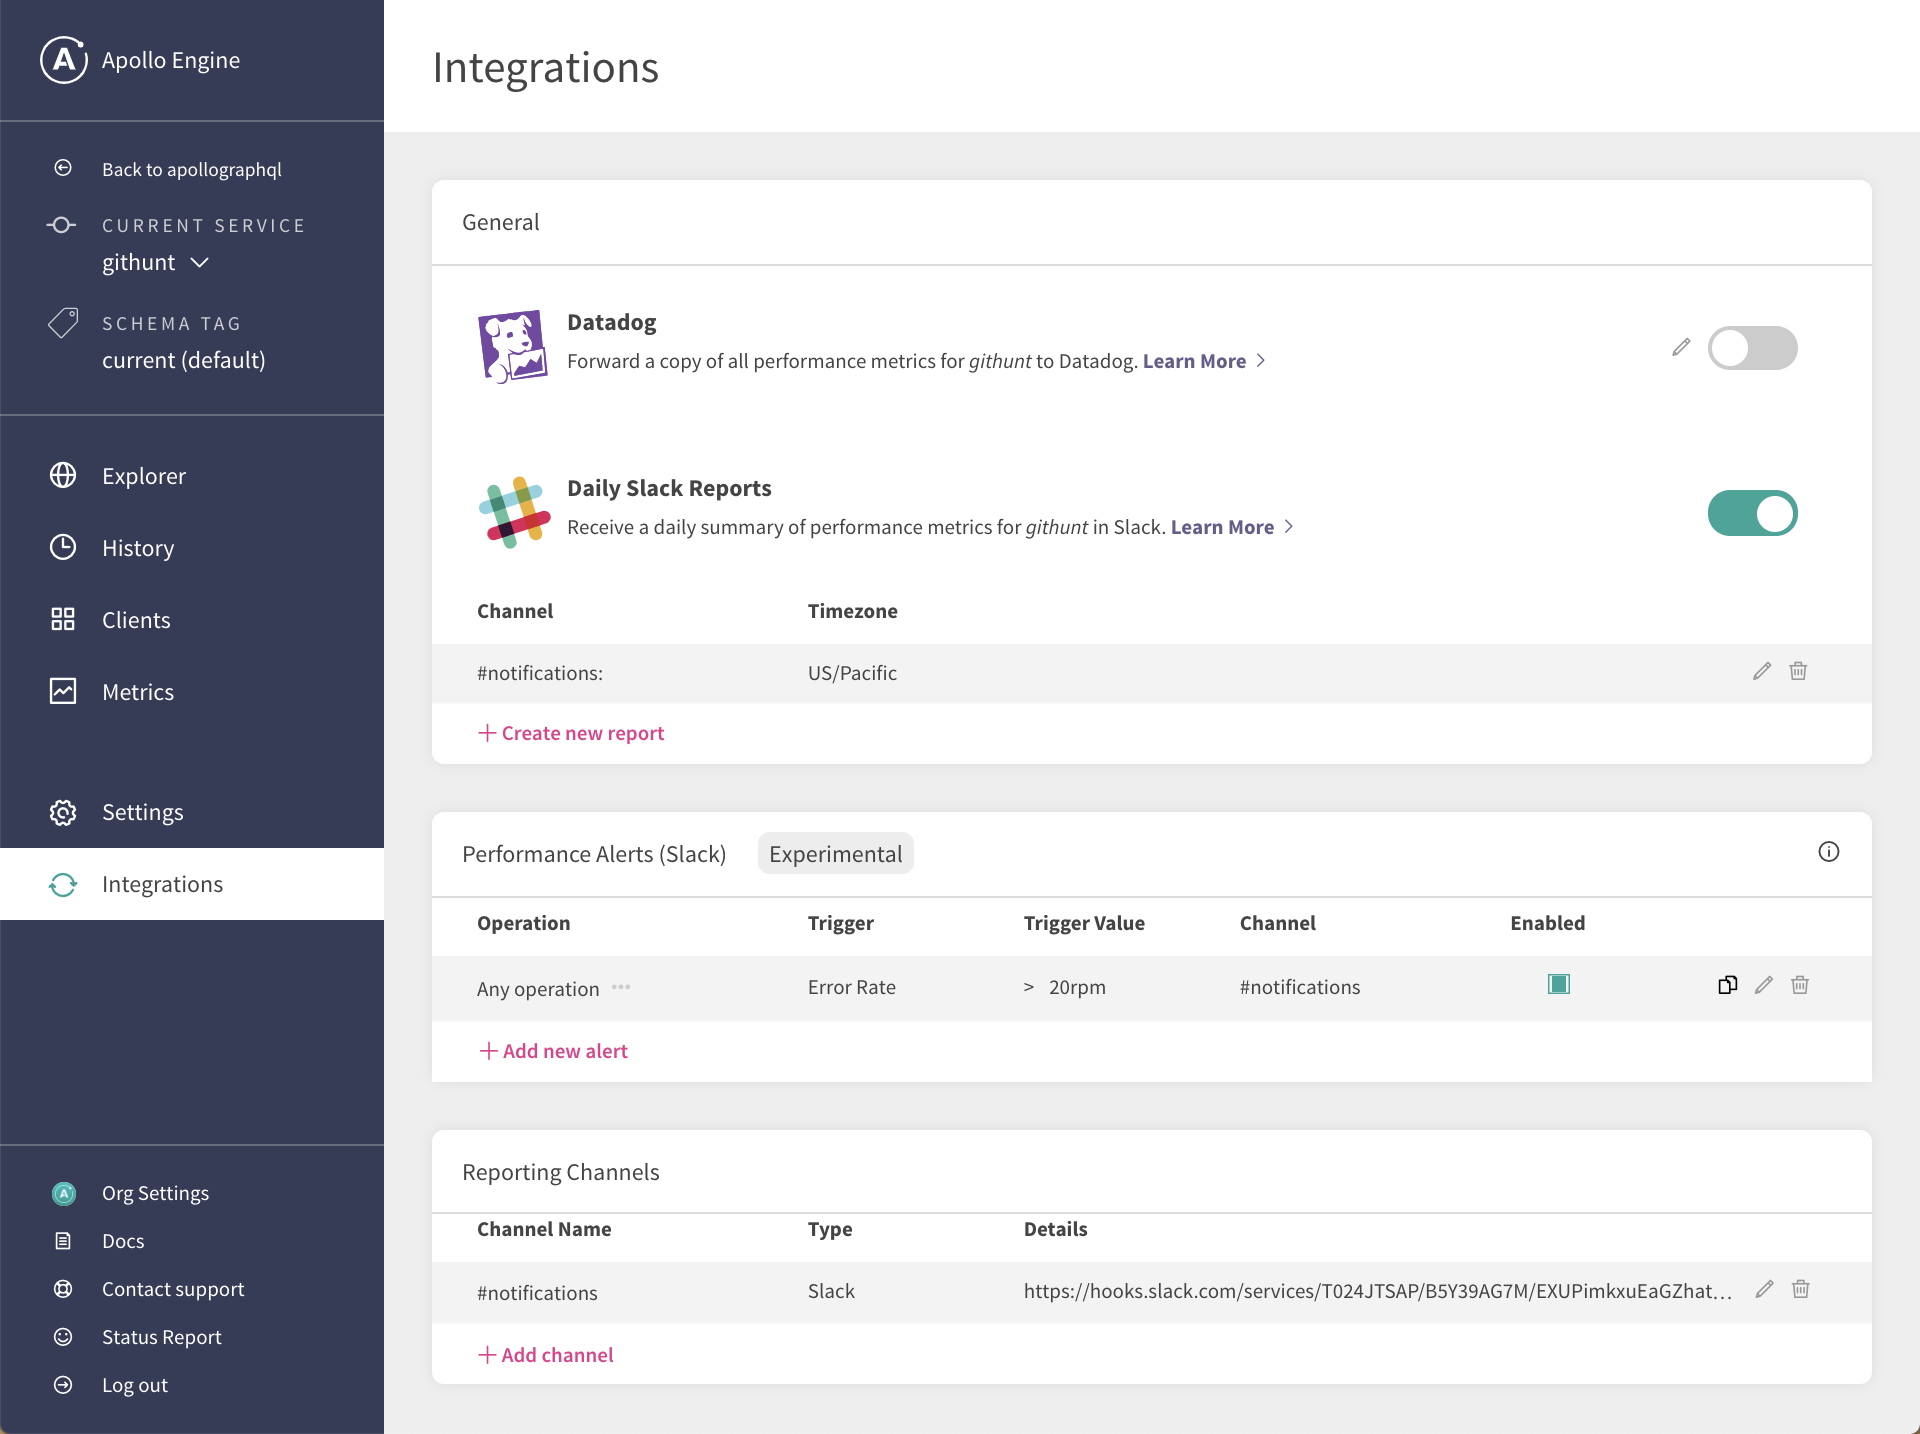 Apollo Engine
Back to apollographql
CURRENT SERVICE
githunt
SCHEMA TAG
current (default)
Explorer
History
Clients
Metrics
Settings
Integrations
Org Settings
Docs
Contact support
Status Report
Log out
Integrations
General
Datadog
Forward a copy of all performance metrics for githunt to Datadog. Learn More
Daily Slack Reports
Receive a daily summary of performance metrics for githunt in Slack. Learn More
Channel Timezone
#notifications: US/Pacific
Create new report
Performance Alerts (Slack) Experimental
Operation Trigger Trigger Value Channel Enabled
Any operation ••• Error Rate > 20rpm #notifications
Add new alert
Reporting Channels
Channel Name Type Details
#notifications Slack https://hooks.slack.com/services/T024JTSAP/B5Y39AG7M/EXUPimkxuEaGZhat…
Add channel